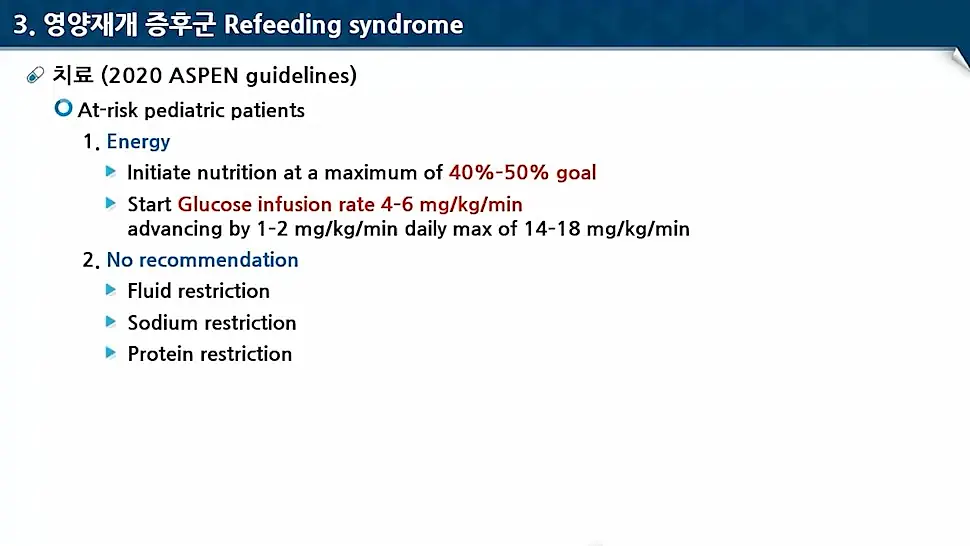 3. 영양재개 증후군 Refeeding syndrome
치료 (2020 ASPEN guidelines)
At-risk pediatric patients
1. Energy
Initiate nutrition at a maximum of 40%-50% goal
Start Glucose infusion rate 4-6 mg/kg/min
advancing by 1-2 mg/kg/min daily max of 14-18 mg/kg/min
2. No recommendation
Fluid restriction
Sodium restriction
Protein restriction